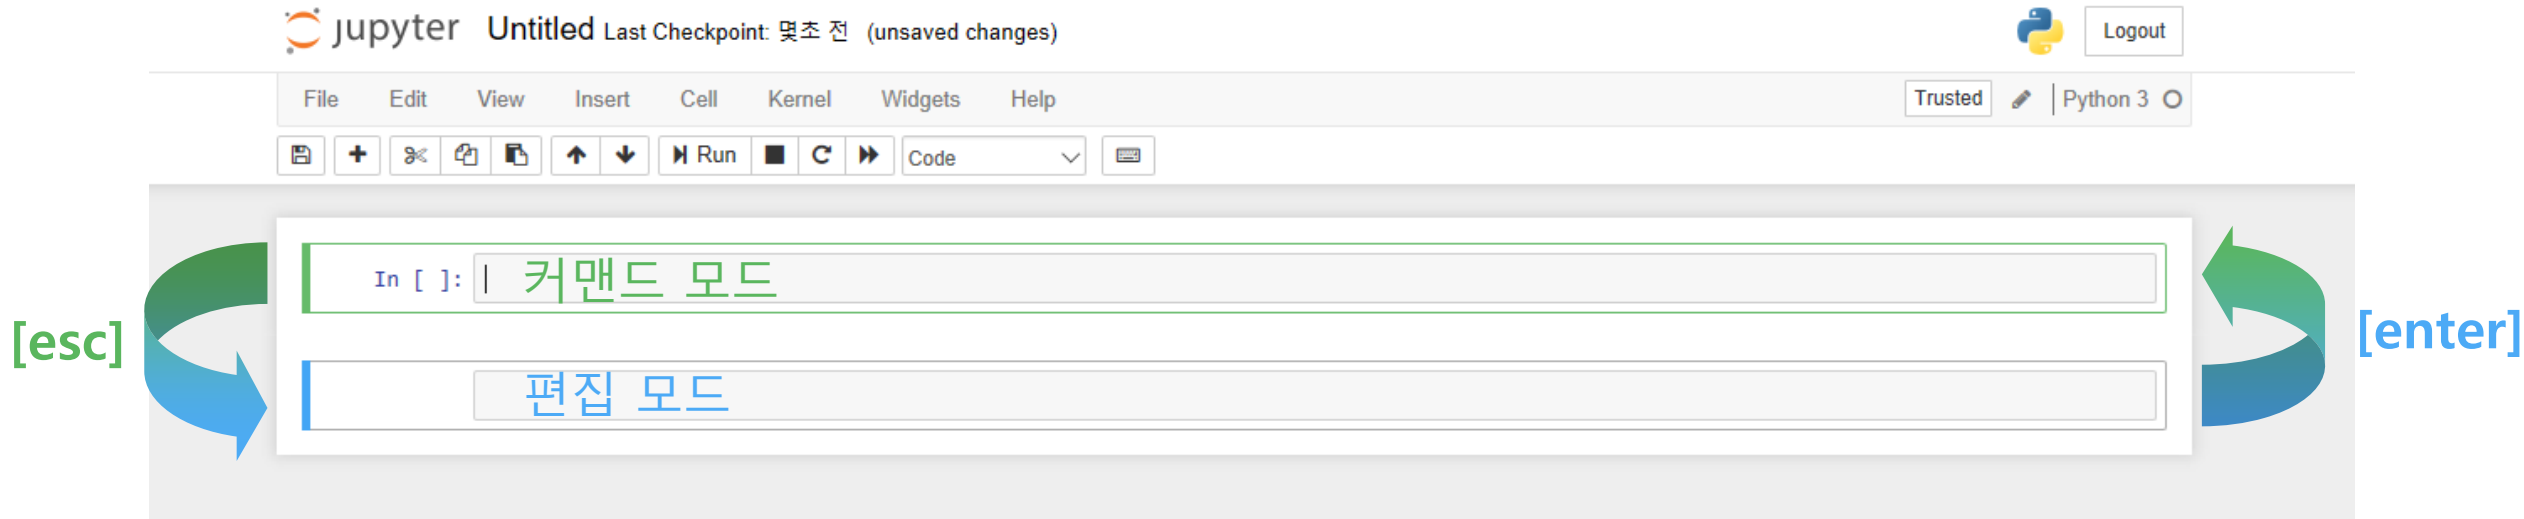 jupyter Untitled Last Checkpoint: 몇초 전 (unsaved changes) Logout
File Edit View Insert Cell Kernel Widgets Help Trusted Python 3
Run Code
In [ ]: 커맨드 모드
[esc] [enter]
편집 모드